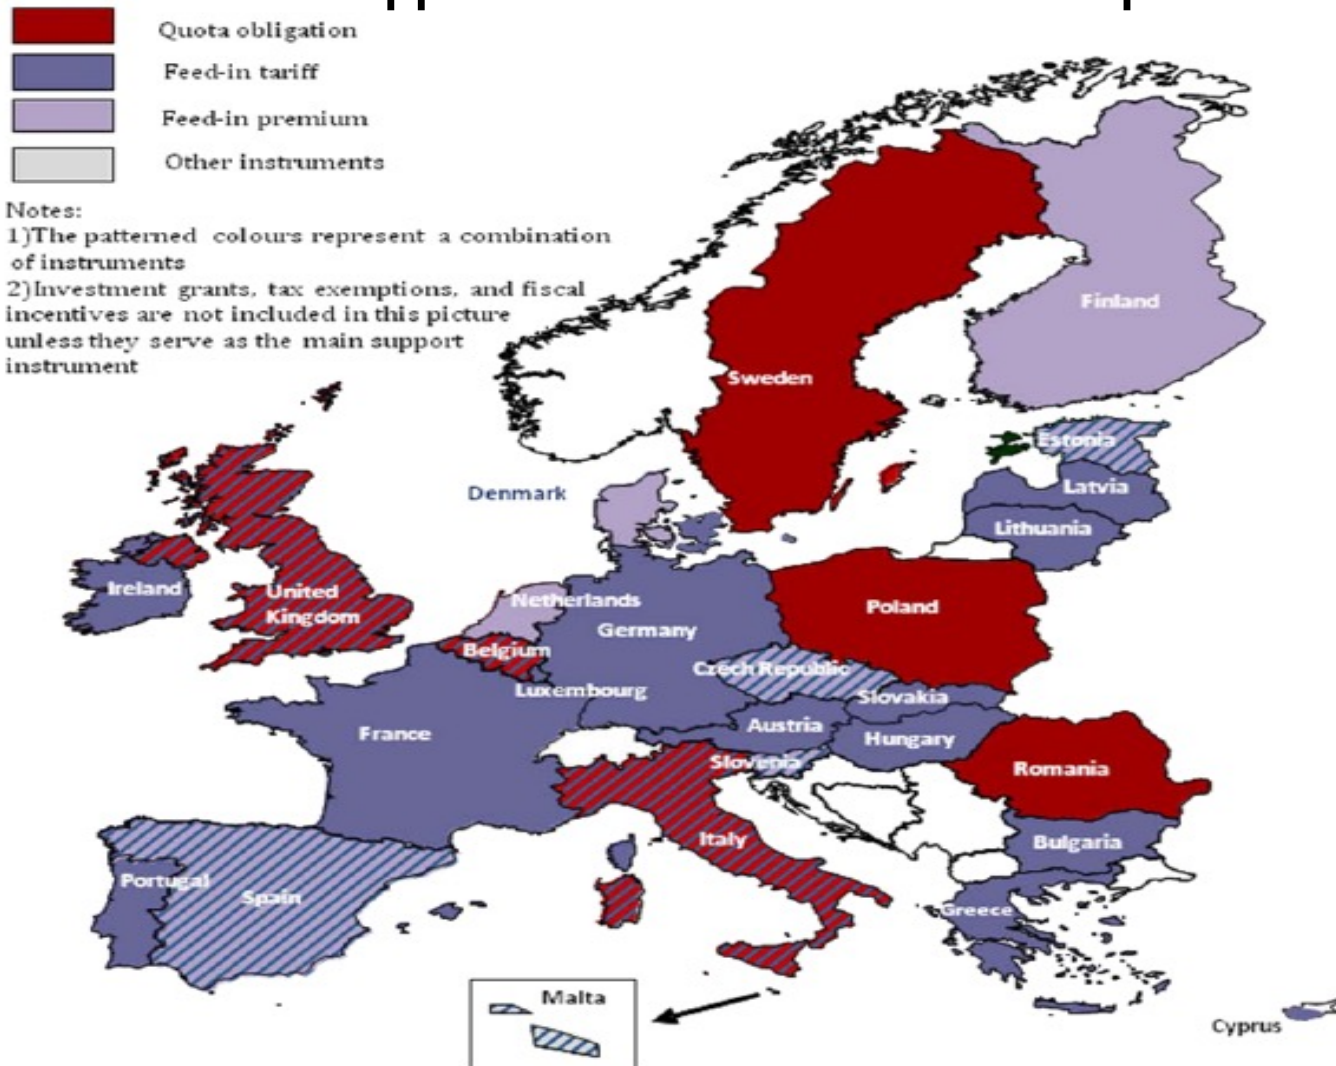 Quota obligation
Feed-in tariff
Feed-in premium
Other instruments
Notes:
1)The patterned colours represent a combination
of instruments
2)Investment grants, tax exemptions, and fiscal
incentives are not included in this picture
unless they serve as the main support
instrument
Finland
Sweden
Estonia
Denmark
Latvia
Lithuania
Ireland
United
Kingdom
Netherlands
Poland
Germany
Belgium
Czech Republic
Luxembourg
Slovakia
France
Austria
Hungary
Slovenia
Romania
Italy
Bulgaria
Portugal
Spain
Greece
Malta
Cyprus